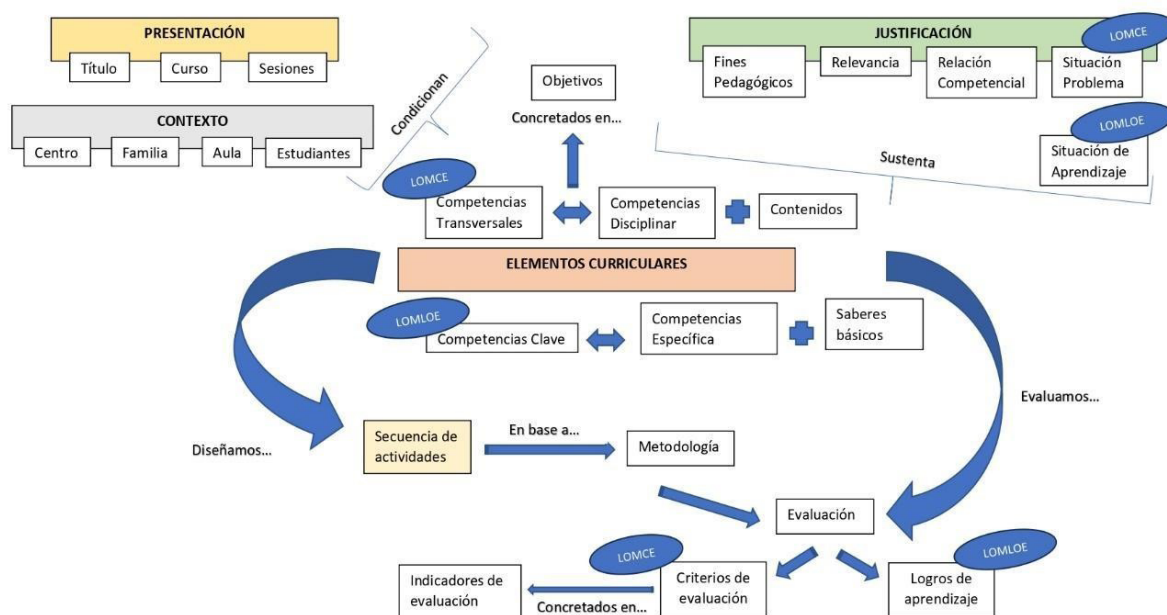 PRESENTACIÓN
Título
Curso
Sesiones
CONTEXTO
Centro
Familia
Aula
Estudiantes
Condicionan
Objetivos
Concretados en...
JUSTIFICACIÓN
LOMCE
Fines
Pedagógicos
Relevancia
Relación
Competencial
Situación
Problema
LOMLOE
Situación de
Aprendizaje
Sustenta
LOMCE
Competencias
Transversales
Competencias
Disciplinar
Contenidos
ELEMENTOS CURRICULARES
LOMLOE
Competencias Clave
Competencias
Específica
Saberes
básicos
Diseñamos...
Secuencia de
actividades
En base a...
Metodología
Evaluamos...
Evaluación
LOMCE
Criterios de
evaluación
LOMLOE
Logros de
aprendizaje
Indicadores de
evaluación
Concretados en...